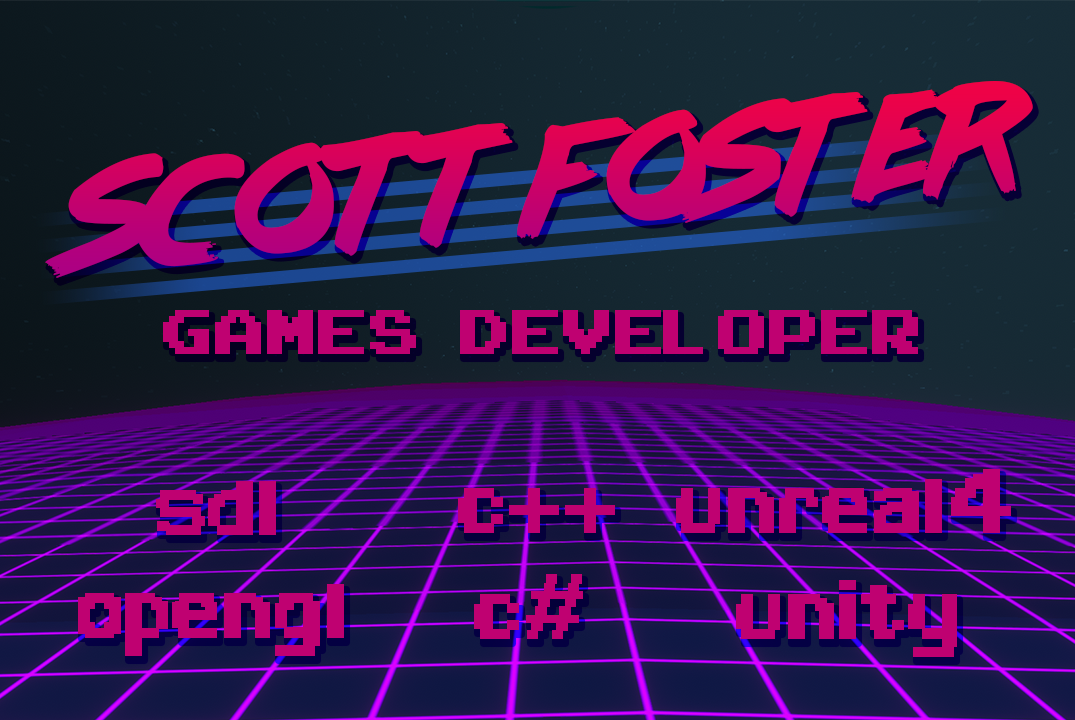 SCOTT FOSTER
GAMES DEVELOPER
sdl c++ unreal4
opengl c# unity